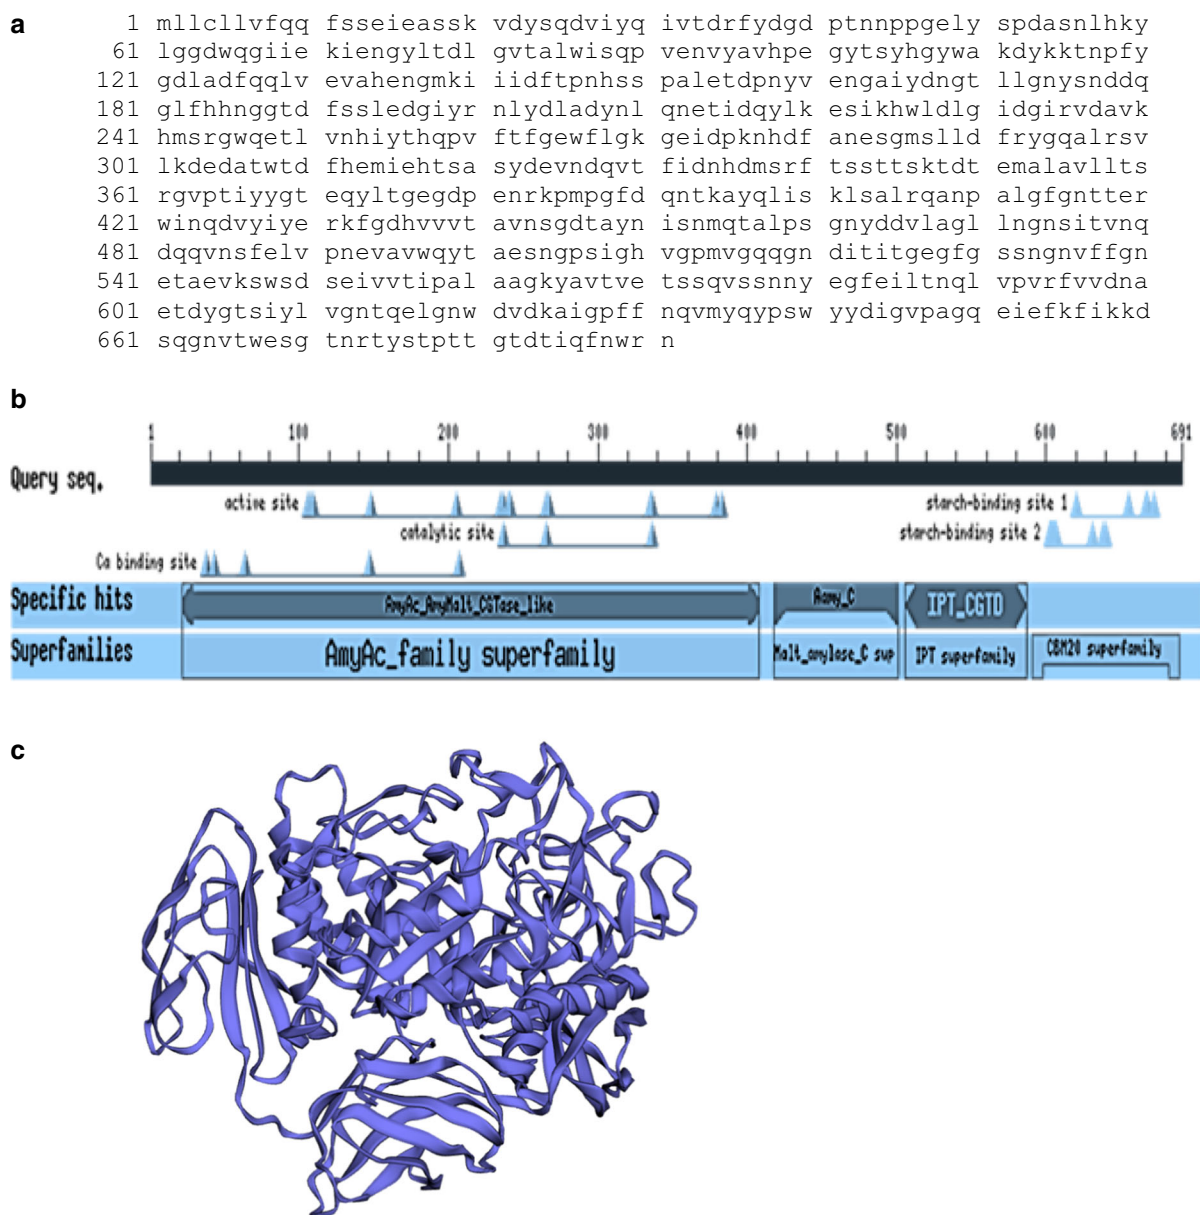 a
1 mllcllvfqq fsseieassk vdysqdviyq ivtdrfydgd ptnnppgely spdasnlhky
61 lggdwqgiie kiengyltdl gvtalwisqp venvyavhpe gytsyhgywa kdykktnpfy
121 gdladfqqlv evahengmki iidftpnhss paletdpnyv engaiydngt llgnysnddq
181 glfhhnggtd fssledgiyr nlydladynl qnetidqylk esikhwldlg idgirvdavk
241 hmsrgwqetl vnhiythqpv ftfgewflgk geidpknhdf anesgmslld frygqalrsv
301 lkdedatwtd fhemiehtsa sydevndqvt fidnhdmsrf tssttsktdt emalavllts
361 rgvptiyygt eqyltgegdp enrkpmpgfd qntkayqlis klsalrqanp algfgntter
421 winqdvyiye rkfgdhvvvt avnsgdtayn isnmqtalps gnyddvlagl lngnsitvnq
481 dqqvnsfelv pnevavwqyt aesngpsigh vgpmvgqqgn dititgegfg ssngnvffgn
541 etaevkswsd seivvtipal aagkyavtve tssqvssnny egfeiltnql vpvrfvvdna
601 etdygtsiyl vgntqelgnw dvdkaigpff nqvmyqypsw yydigvpagq eiefkfikkd
661 sqgnvtwesg tnrtystptt gtdtiqfnwr n
b
1 100 200 300 400 500 600 691
Query seq.
active site starch-binding site 1
catalytic site starch-binding site 2
Ca binding site
Specific hits AmyAc_AmyMalt_CGTase_like Aamy_C IPT_CGTD
Superfamilies AmyAc_family superfamily Malt_amylase_C sup IPT superfamily CBM20 superfamily
c